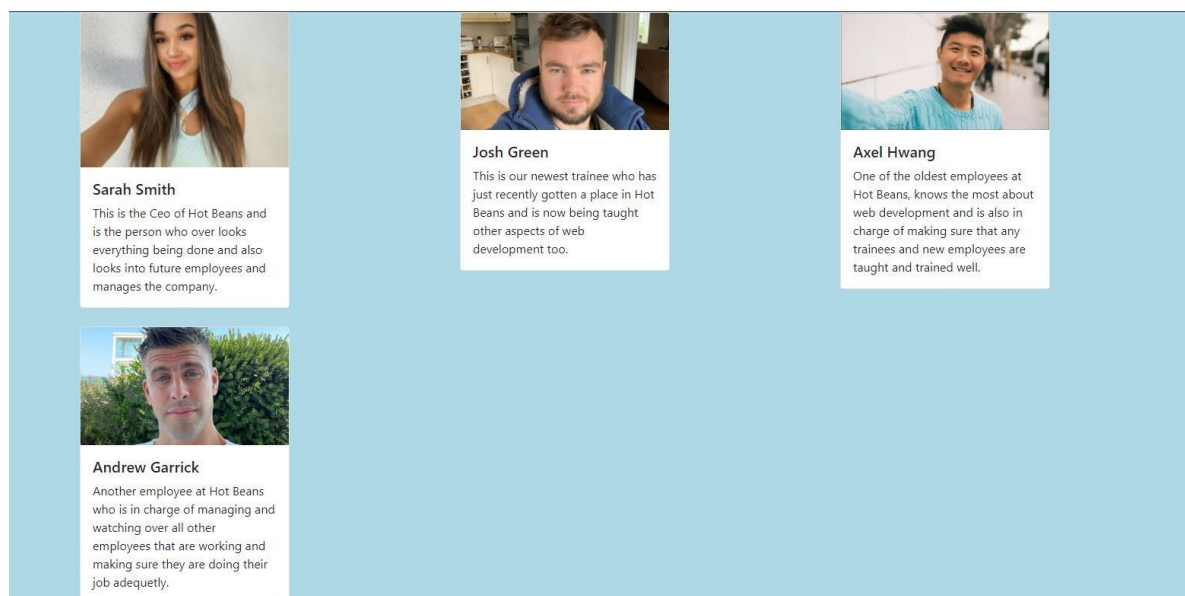 Sarah Smith
This is the Ceo of Hot Beans and
is the person who over looks
everything being done and also
looks into future employees and
manages the company.
Josh Green
This is our newest trainee who has
just recently gotten a place in Hot
Beans and is now being taught
other aspects of web
development too.
Axel Hwang
One of the oldest employees at
Hot Beans, knows the most about
web development and is also in
charge of making sure that any
trainees and new employees are
taught and trained well.
Andrew Garrick
Another employee at Hot Beans
who is in charge of managing and
watching over all other
employees that are working and
making sure they are doing their
job adequetly.